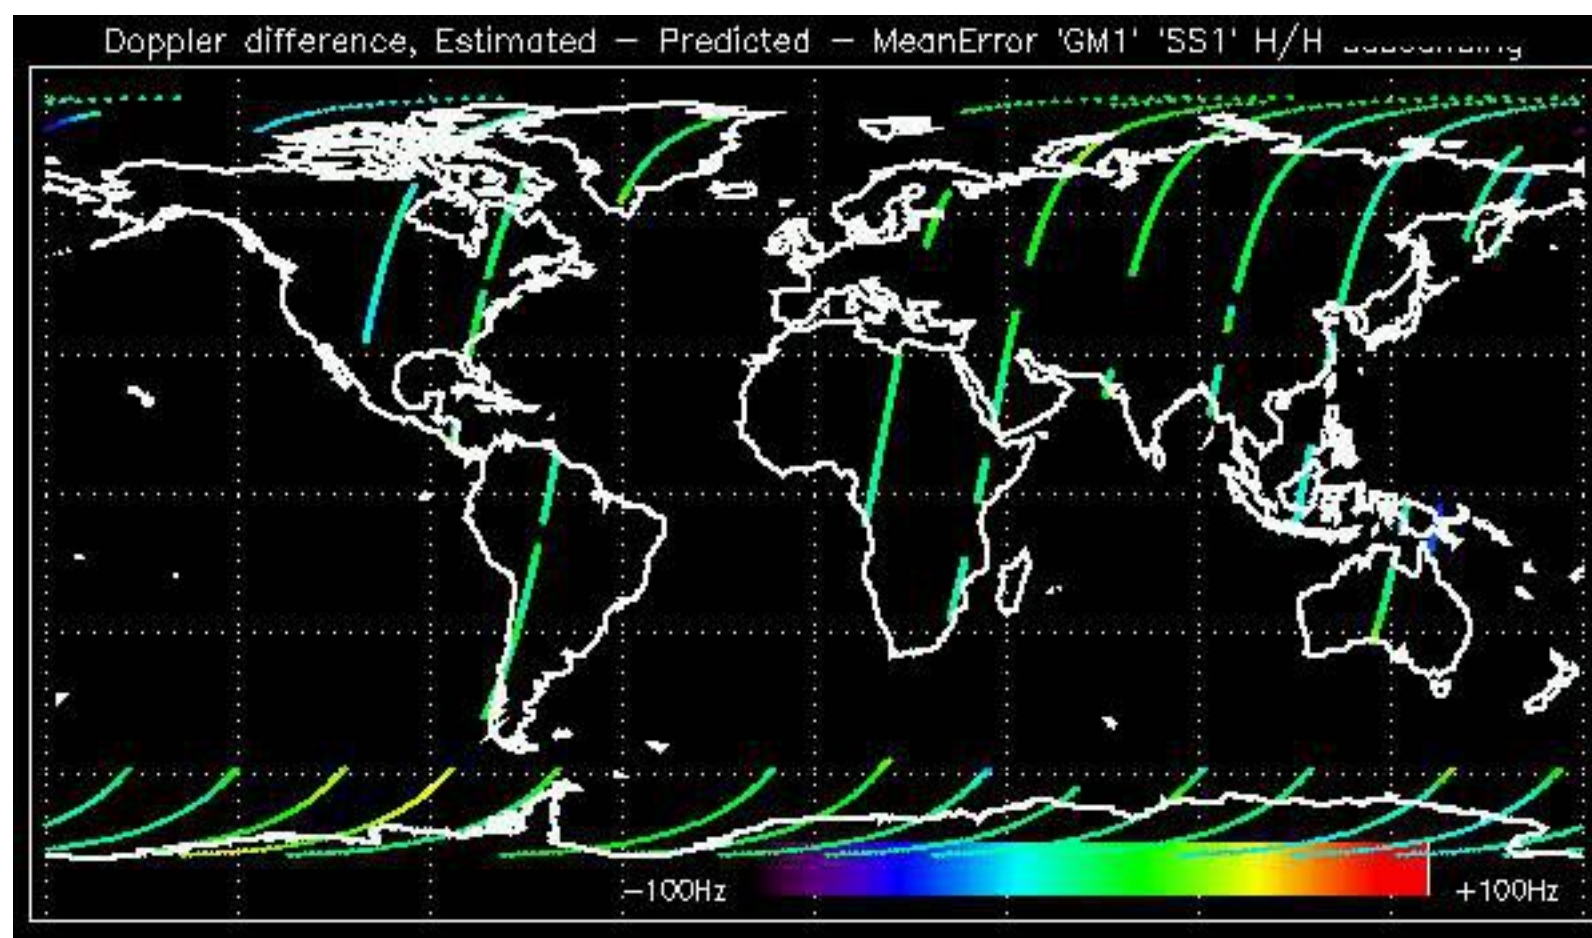 Doppler difference, Estimated – Predicted – MeanError 'GM1' 'SS1' H/H
-100Hz
+100Hz